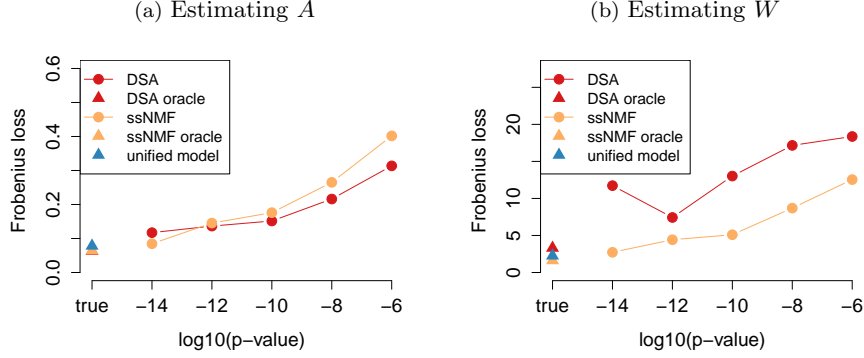 (a) Estimating A
Frobenius loss
0.6
0.4
0.2
0.0
DSA
DSA oracle
ssNMF
ssNMF oracle
unified model
true −14 −12 −10 −8 −6
log10(p−value)
(b) Estimating W
Frobenius loss
20
10
5
0
DSA
DSA oracle
ssNMF
ssNMF oracle
unified model
true −14 −12 −10 −8 −6
log10(p−value)